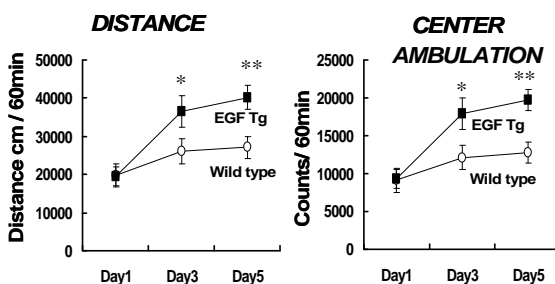 DISTANCE
Distance cm / 60min
60000
50000
40000
30000
20000
10000
0
*
**
EGF Tg
Wild type
Day1 Day3 Day5
CENTER
AMBULATION
Counts/ 60min
25000
20000
15000
10000
5000
0
*
**
EGF Tg
Wild type
Day1 Day3 Day5